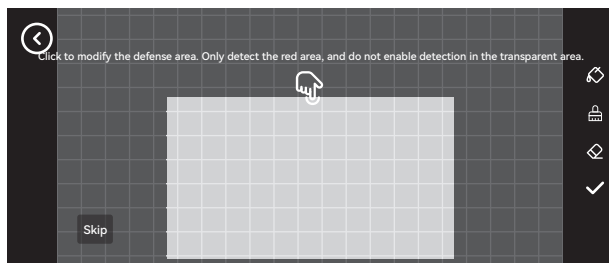 Click to modify the defense area. Only detect the red area, and do not enable detection in the transparent area.
Skip